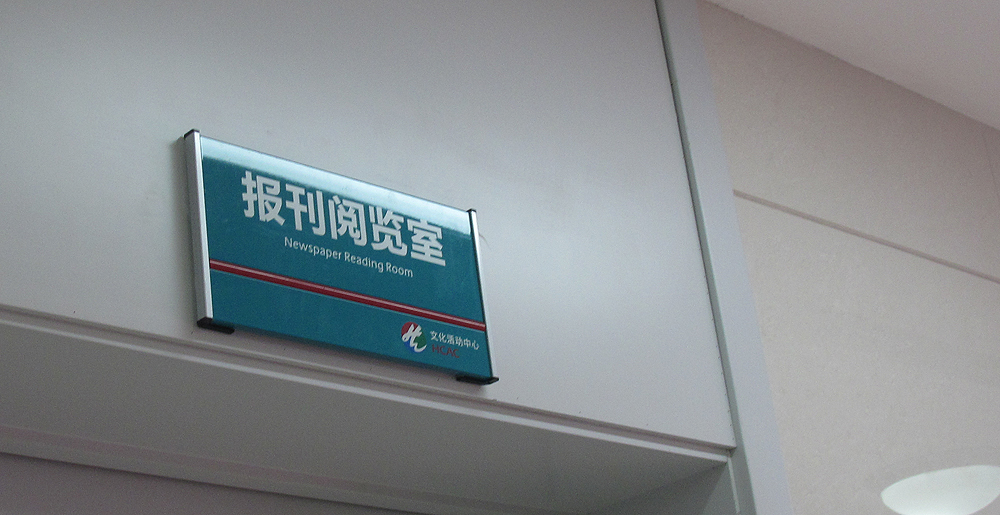 报刊阅览室
Newspaper Reading Room
文化活动中心